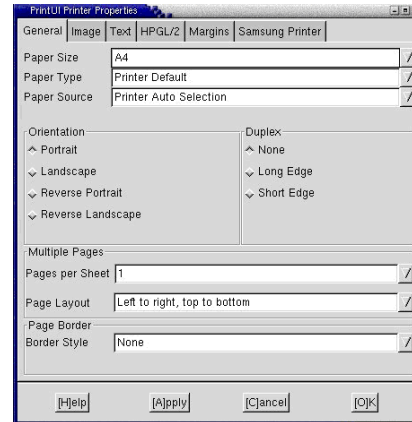 PrintUI Printer Properties
General Image Text HPGL/2 Margins Samsung Printer
Paper Size A4
Paper Type Printer Default
Paper Source Printer Auto Selection
Orientation
Portrait
Landscape
Reverse Portrait
Reverse Landscape
Duplex
None
Long Edge
Short Edge
Multiple Pages
Pages per Sheet 1
Page Layout Left to right, top to bottom
Page Border
Border Style None
[H]elp [A]pply [C]ancel [O]K